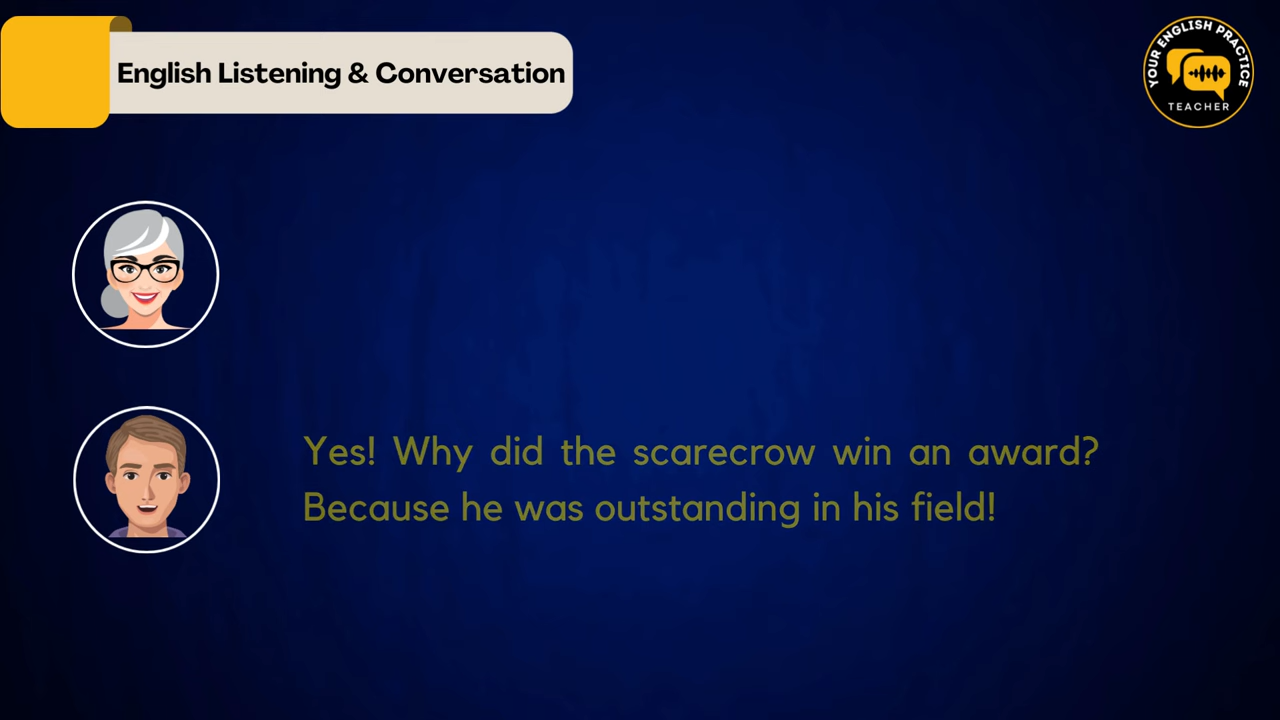 English Listening & Conversation
YOUR ENGLISH PRACTICE
TEACHER
Yes! Why did the scarecrow win an award?
Because he was outstanding in his field!